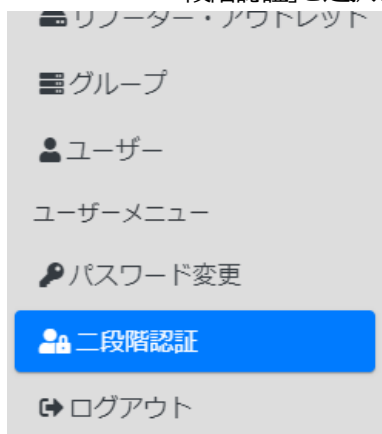 リブーター・アウトレット
グループ
ユーザー
ユーザーメニュー
パスワード変更
二段階認証
ログアウト